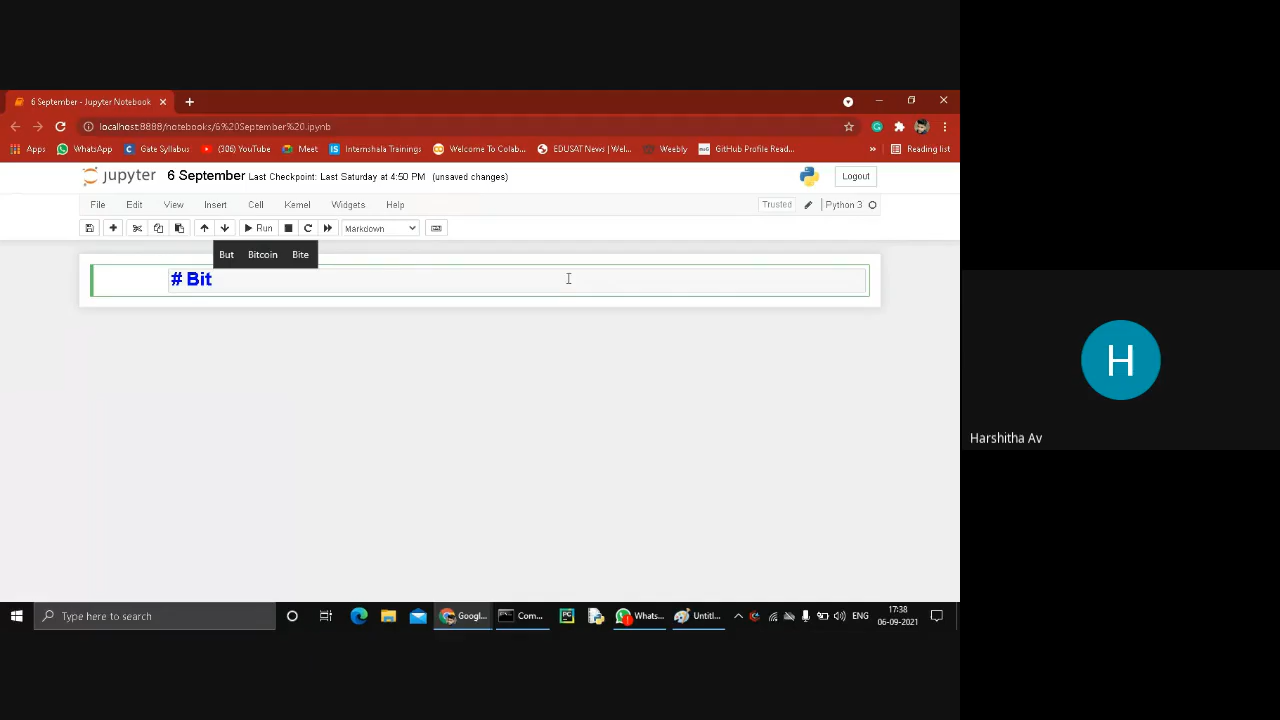 6 September - Jupyter Notebook
localhost:8888/notebooks/6%20September%20.ipynb
Apps WhatsApp Gate Syllabus (306) YouTube Meet Internshala Trainings Welcome To Colab... EDUSAT News | Wel... Weebly GitHub Profile Read... » Reading list
jupyter 6 September Last Checkpoint: Last Saturday at 4:50 PM (unsaved changes) Logout
File Edit View Insert Cell Kernel Widgets Help Trusted Python 3
Run Markdown
But Bitcoin Bite
# Bit
H
Harshitha Av
Type here to search Googl... Com... Whats... Untitl... ENG 17:38
06-09-2021